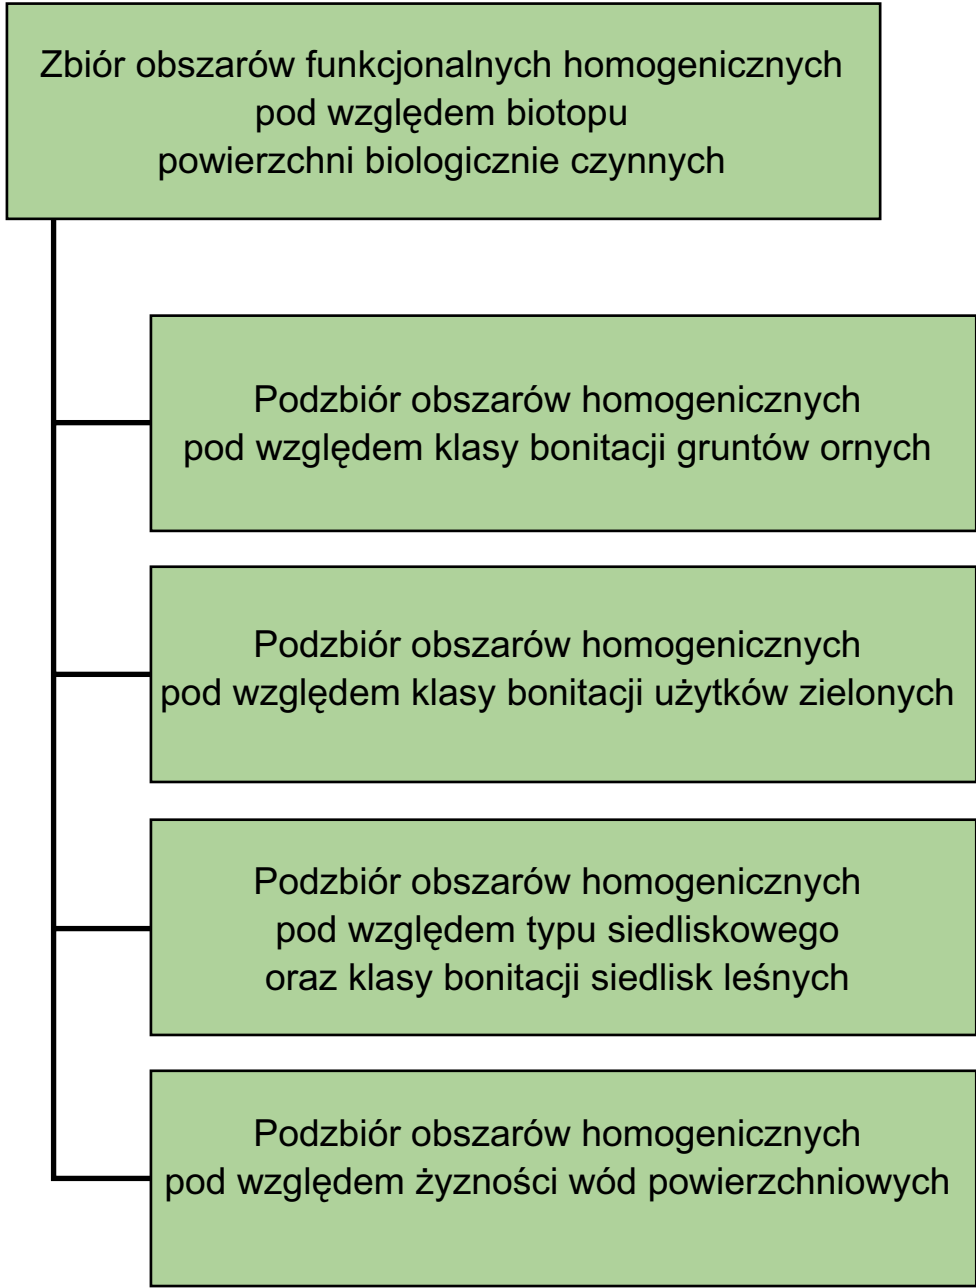 Zbiór obszarów funkcjonalnych homogenicznych
pod względem biotopu
powierzchni biologicznie czynnych
Podzbiór obszarów homogenicznych
pod względem klasy bonitacji gruntów ornych
Podzbiór obszarów homogenicznych
pod względem klasy bonitacji użytków zielonych
Podzbiór obszarów homogenicznych
pod względem typu siedliskowego
oraz klasy bonitacji siedlisk leśnych
Podzbiór obszarów homogenicznych
pod względem żyzności wód powierzchniowych